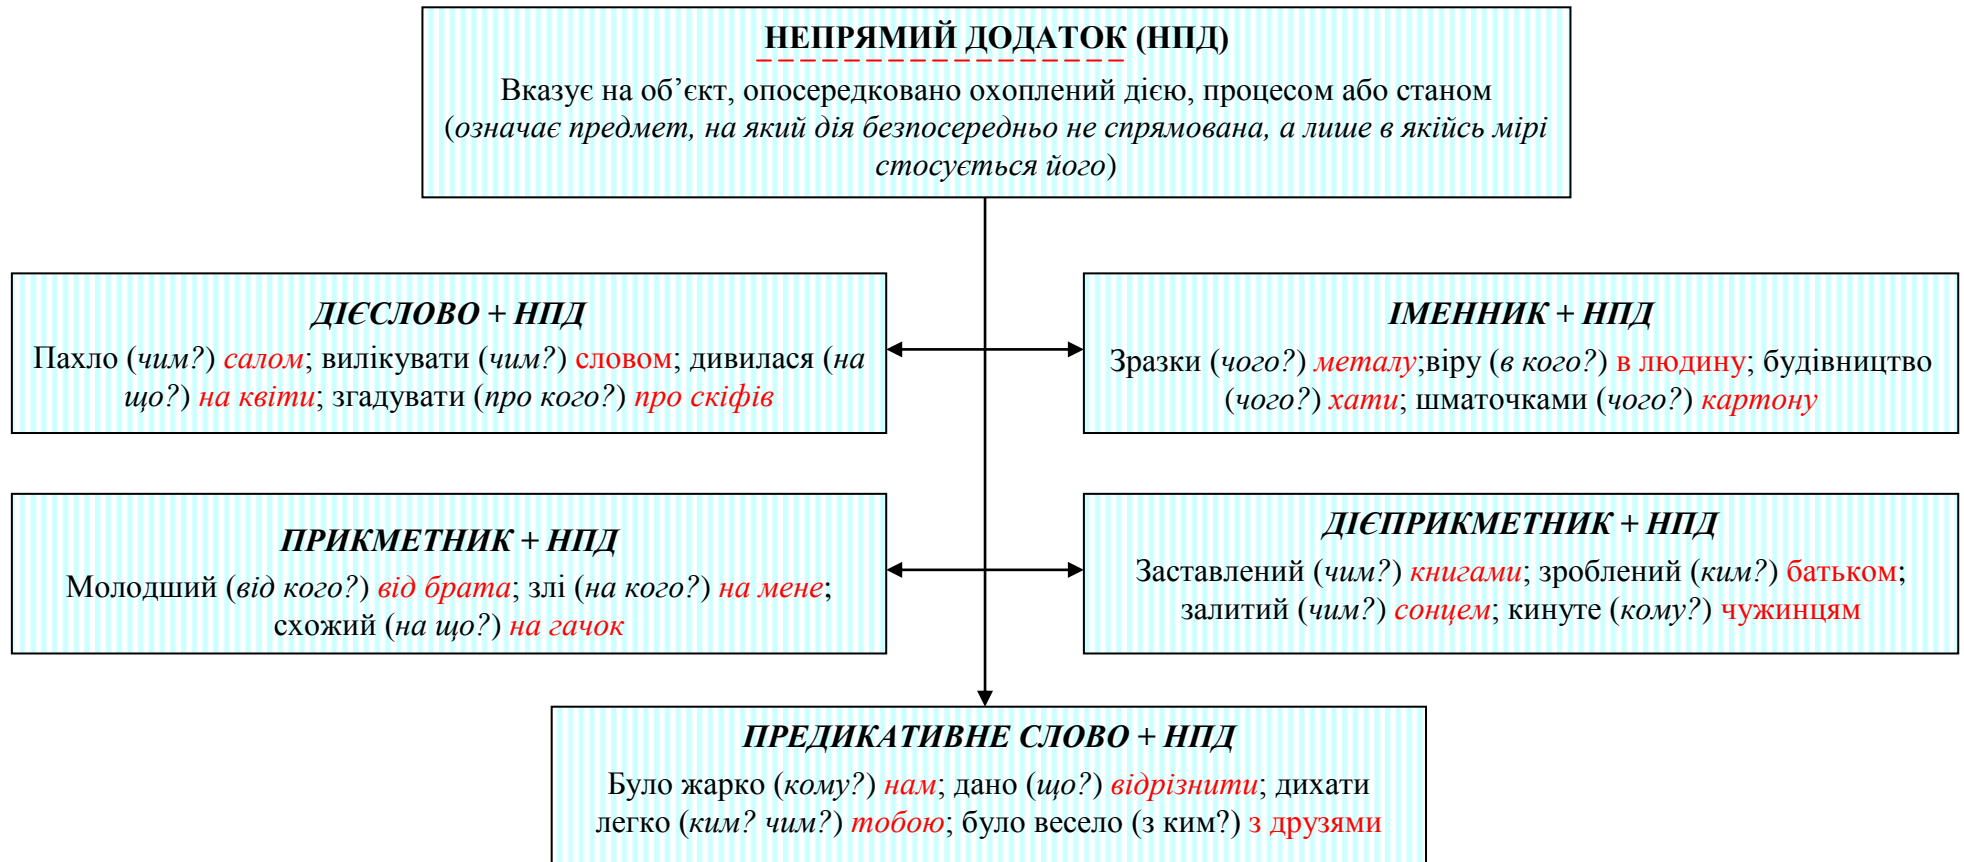 НЕПРЯМИЙ ДОДАТОК (НПД)
Вказує на об’єкт, опосередковано охоплений дією, процесом або станом
(означає предмет, на який дія безпосередньо не спрямована, а лише в якійсь мірі
стосується його)
ДІЄСЛОВО + НПД
Пахло (чим?) салом; вилікувати (чим?) словом; дивилася (на
що?) на квіти; згадувати (про кого?) про скіфів
ІМЕННИК + НПД
Зразки (чого?) металу;віру (в кого?) в людину; будівництво
(чого?) хати; шматочками (чого?) картону
ПРИКМЕТНИК + НПД
Молодший (від кого?) від брата; злі (на кого?) на мене;
схожий (на що?) на гачок
ДІЄПРИКМЕТНИК + НПД
Заставлений (чим?) книгами; зроблений (ким?) батьком;
залитий (чим?) сонцем; кинуте (кому?) чужинцям
ПРЕДИКАТИВНЕ СЛОВО + НПД
Було жарко (кому?) нам; дано (що?) відрізнити; дихати
легко (ким? чим?) тобою; було весело (з ким?) з друзями